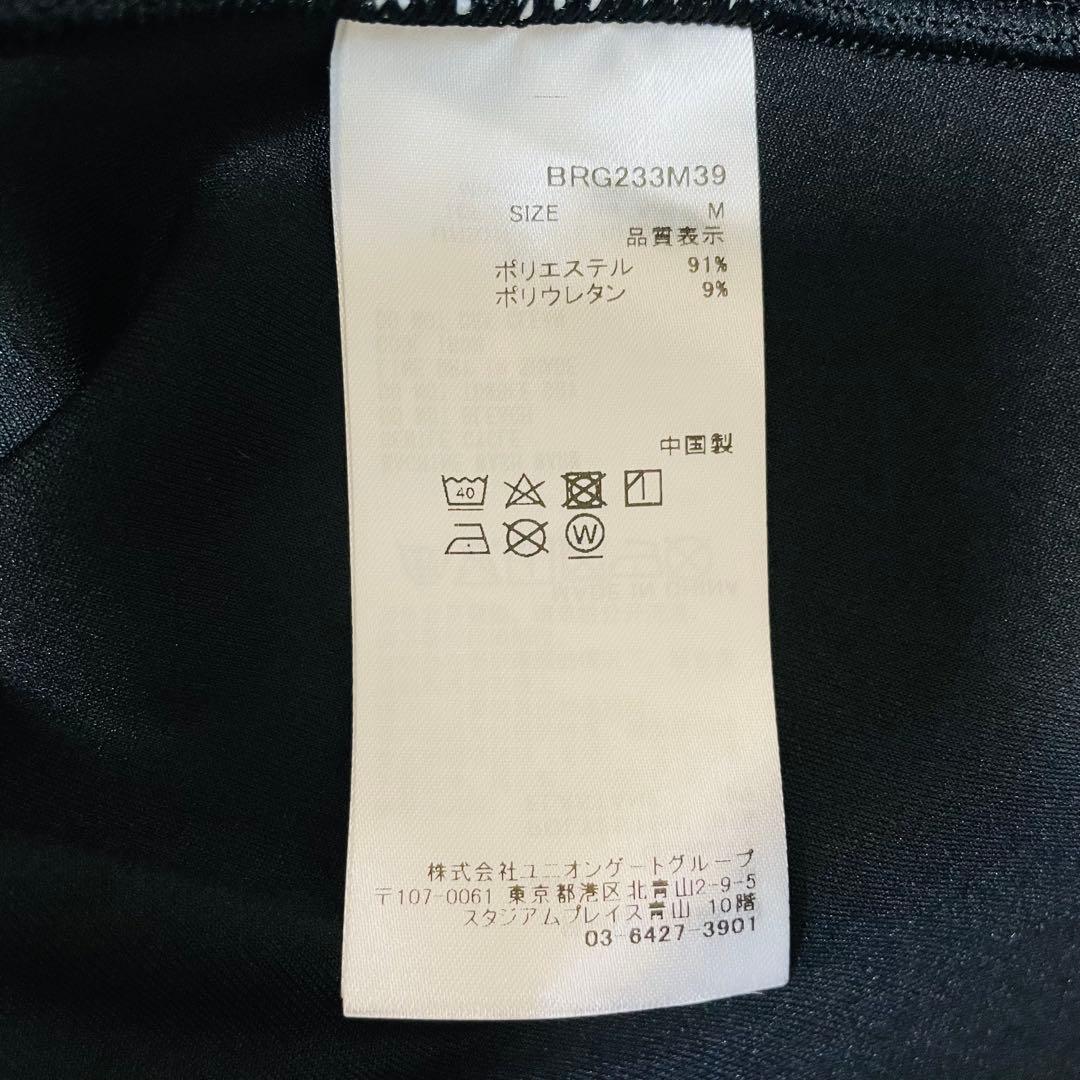 BRG233M39
SIZE M
品質表示
ポリエステル 91%
ポリウレタン 9%
中国製
40
W
株式会社ユニオンゲートグループ
〒107-0061 東京都港区北青山2-9-5
スタジアムプレイス青山 10階
03-6427-3901